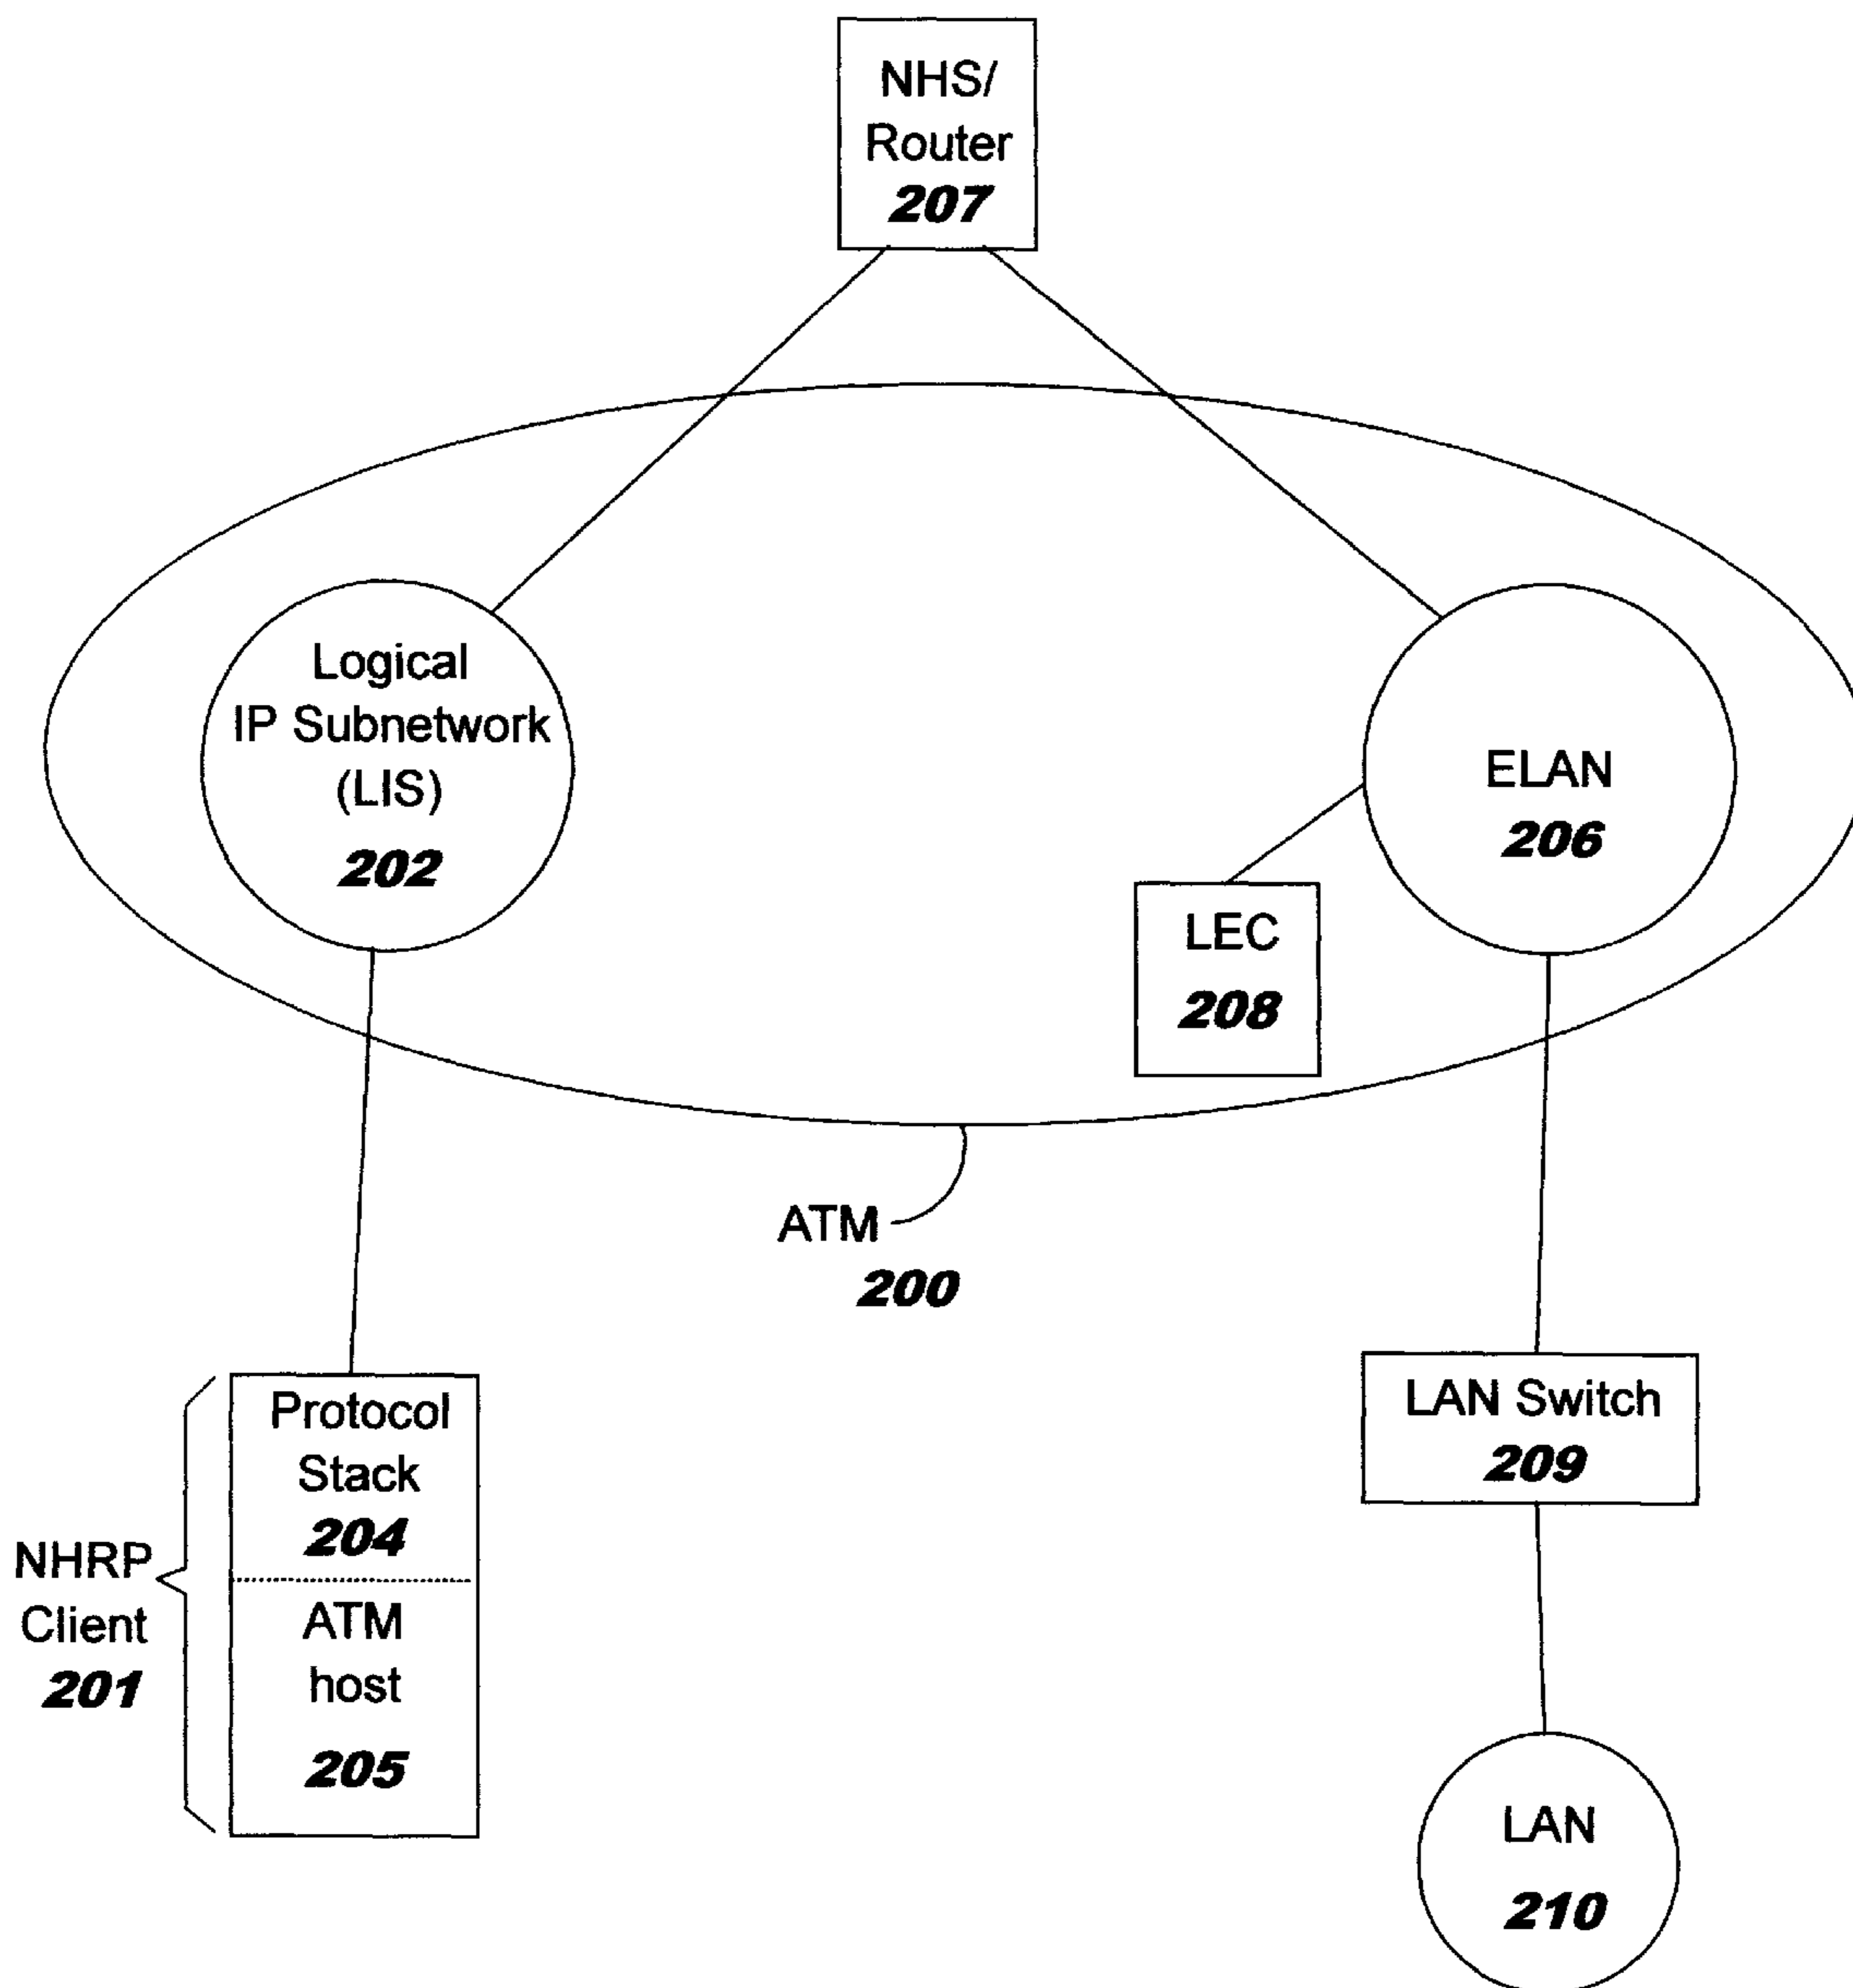 NHS/
Router
207
Logical
IP Subnetwork
(LIS)
202
ELAN
206
LEC
208
ATM
200
Protocol
Stack
204
NHRP
Client
201
ATM
host
205
LAN Switch
209
LAN
210